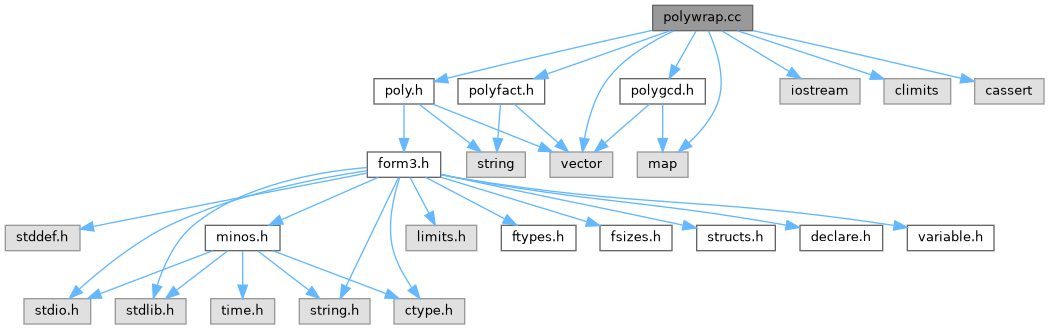 polywrap.cc
poly.h
polyfact.h
polygcd.h
iostream
climits
cassert
form3.h
string
vector
map
stddef.h
minos.h
limits.h
ftypes.h
fsizes.h
structs.h
declare.h
variable.h
stdio.h
stdlib.h
time.h
string.h
ctype.h